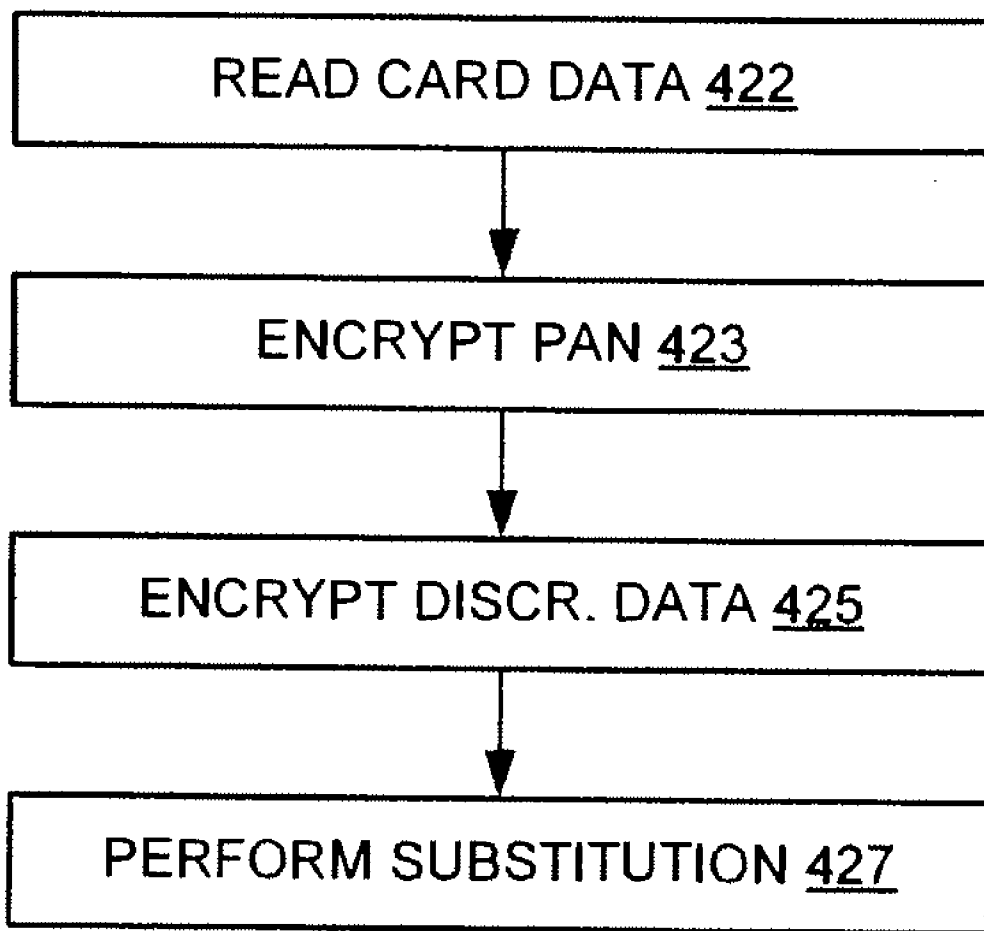 READ CARD DATA 422
ENCRYPT PAN 423
ENCRYPT DISCR. DATA 425
PERFORM SUBSTITUTION 427